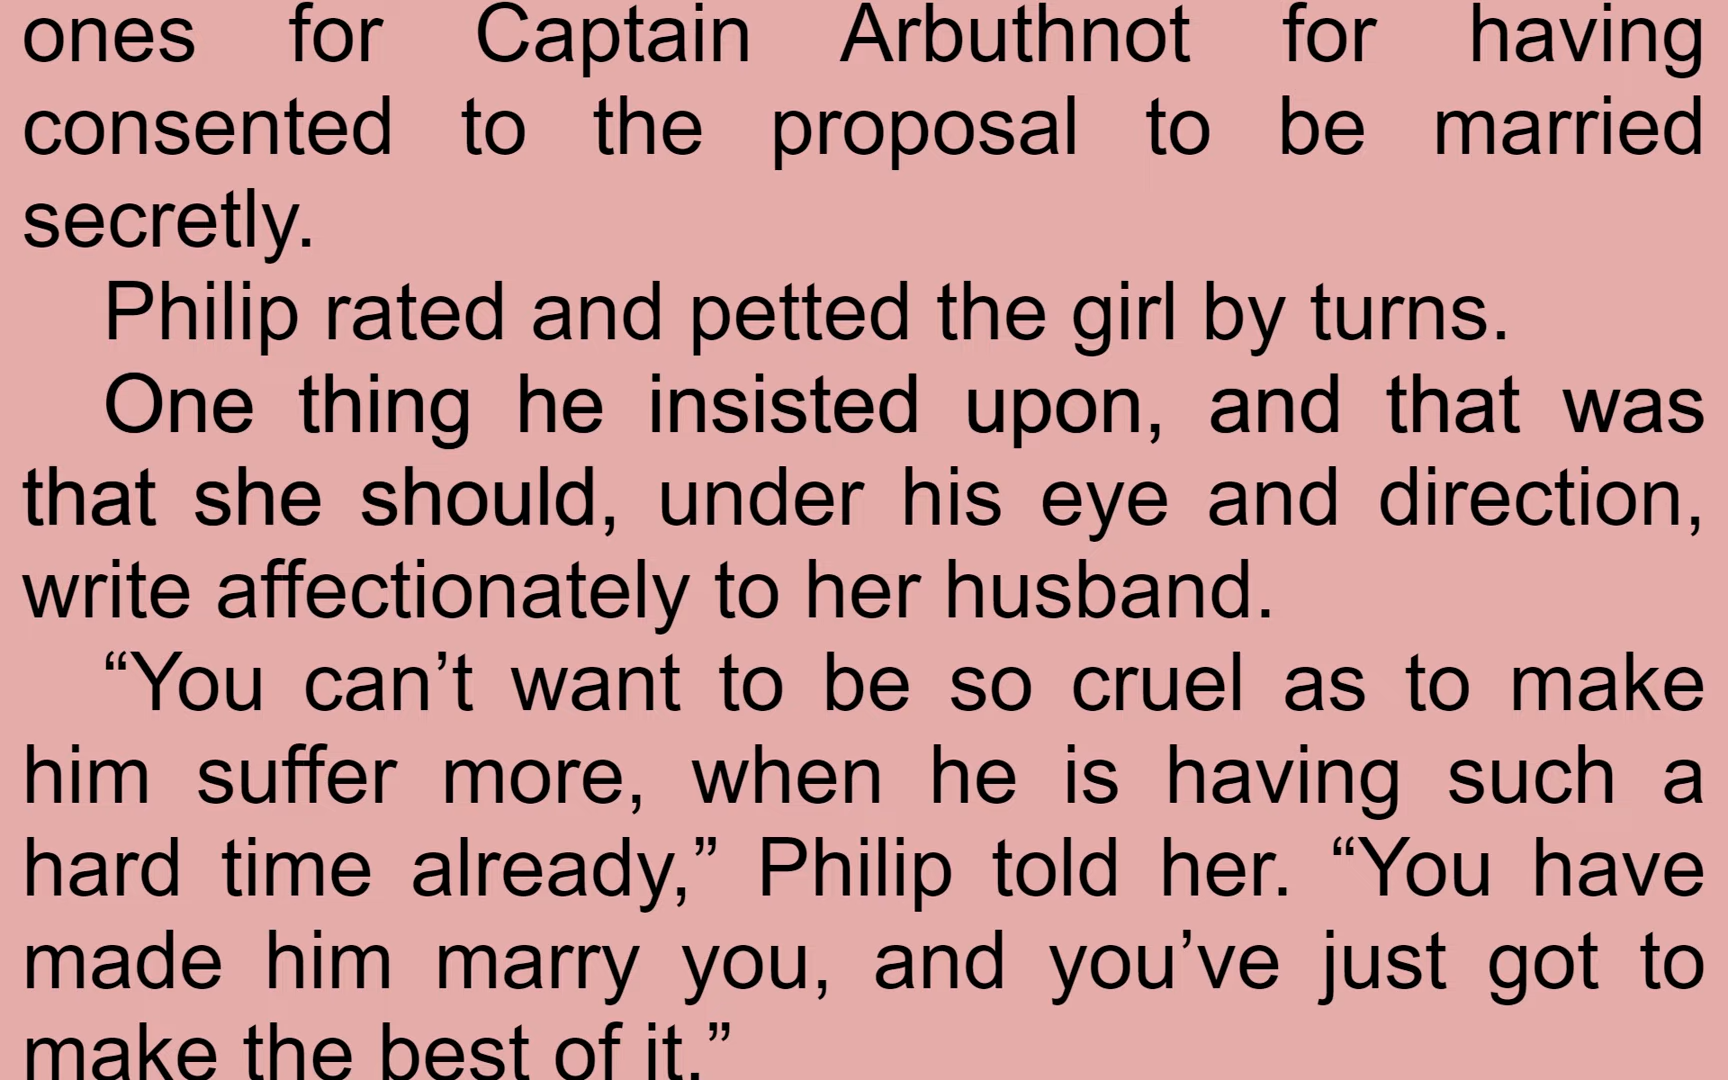 ones for Captain Arbuthnot for having
consented to the proposal to be married
secretly.
Philip rated and petted the girl by turns.
One thing he insisted upon, and that was
that she should, under his eye and direction,
write affectionately to her husband.
“You can’t want to be so cruel as to make
him suffer more, when he is having such a
hard time already,” Philip told her. “You have
made him marry you, and you’ve just got to
make the best of it.”